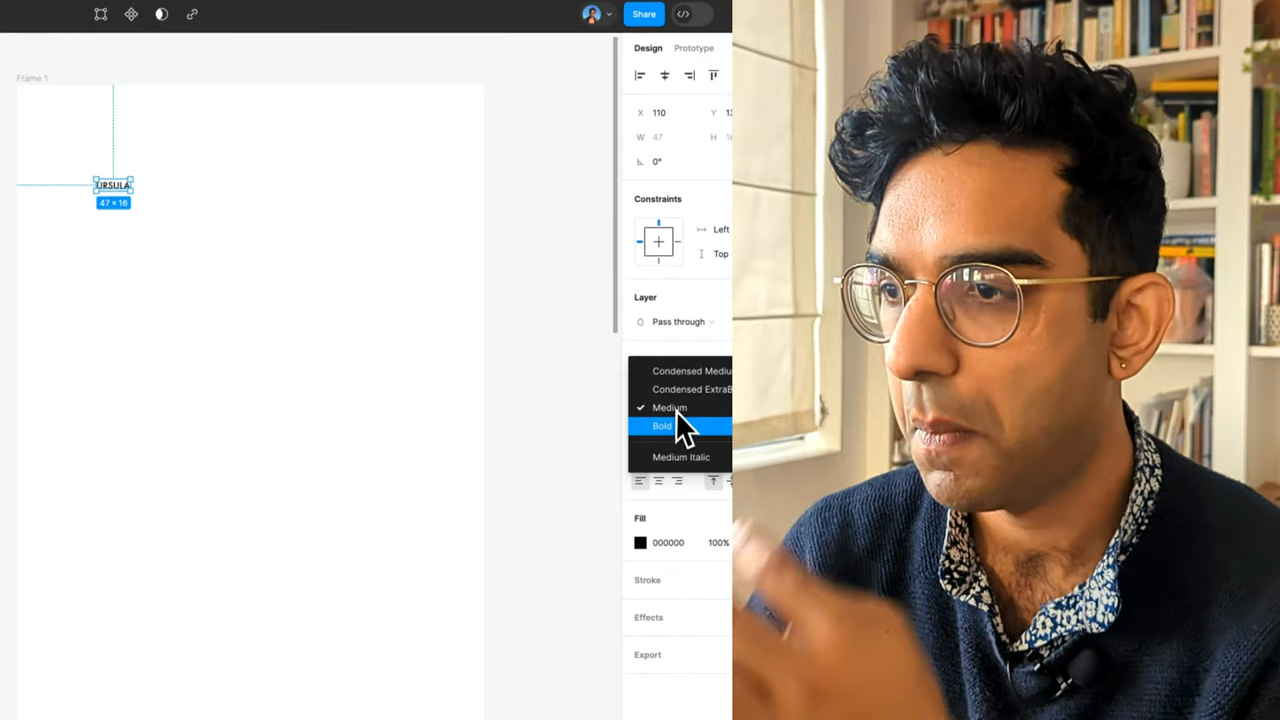 Share
Design Prototype
Frame 1
X 110 Y
W 47 H
0°
URSULA
47 × 16
Constraints
Left
Top
Layer
Pass through
Condensed Mediu
Condensed ExtraB
Medium
Bold
Medium Italic
Fill
000000 100%
Stroke
Effects
Export